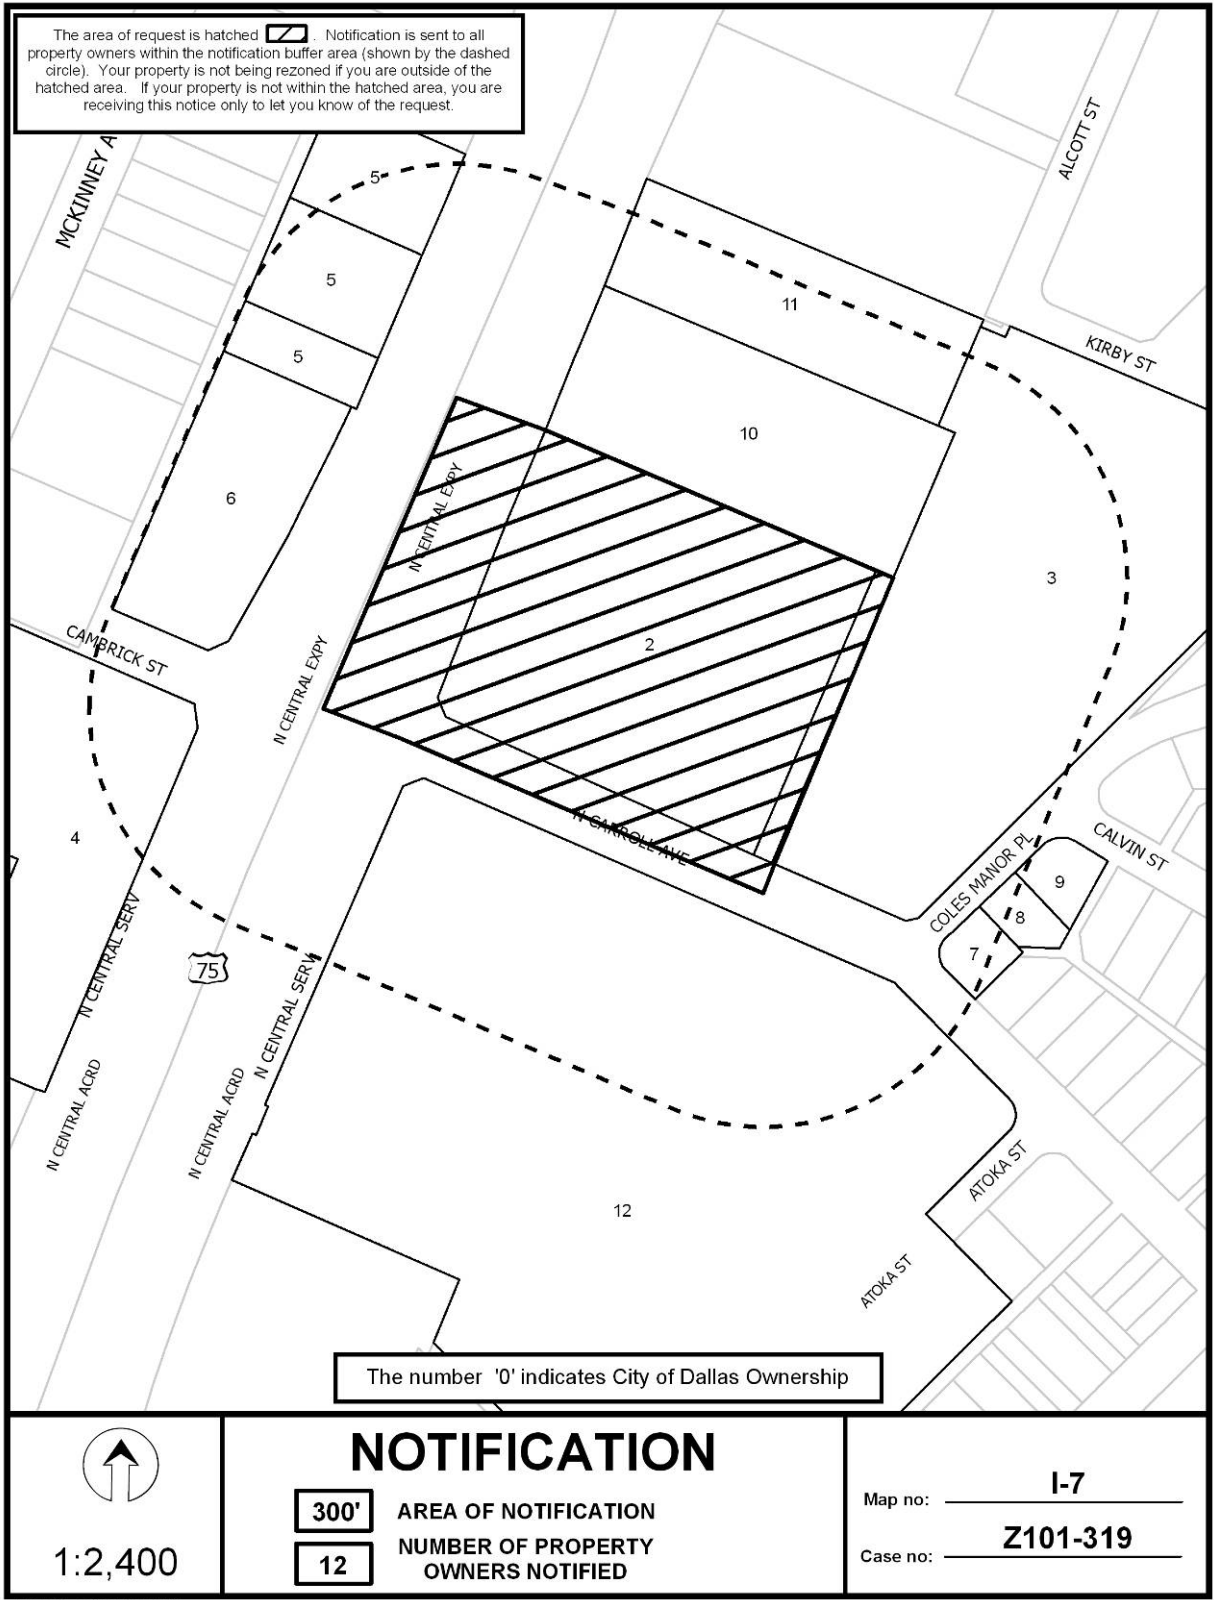 The area of request is hatched . Notification is sent to all
property owners within the notification buffer area (shown by the dashed
circle). Your property is not being rezoned if you are outside of the
hatched area. If your property is not within the hatched area, you are
receiving this notice only to let you know of the request.
MCKINNEY A
ALCOTT ST
5
5
11
KIRBY ST
5
10
6
N CENTRAL EXPY
3
CAMBRICK ST
2
N CENTRAL EXPY
4
N CARROLL AVE
CALVIN ST
COLES MANOR PL
9
8
7
N CENTRAL SERV
75
N CENTRAL SERV
N CENTRAL ACRD
N CENTRAL ACRD
ATOKA ST
12
ATOKA ST
The number '0' indicates City of Dallas Ownership
1:2,400
NOTIFICATION
300' AREA OF NOTIFICATION
12 NUMBER OF PROPERTY
OWNERS NOTIFIED
Map no: I-7
Case no: Z101-319